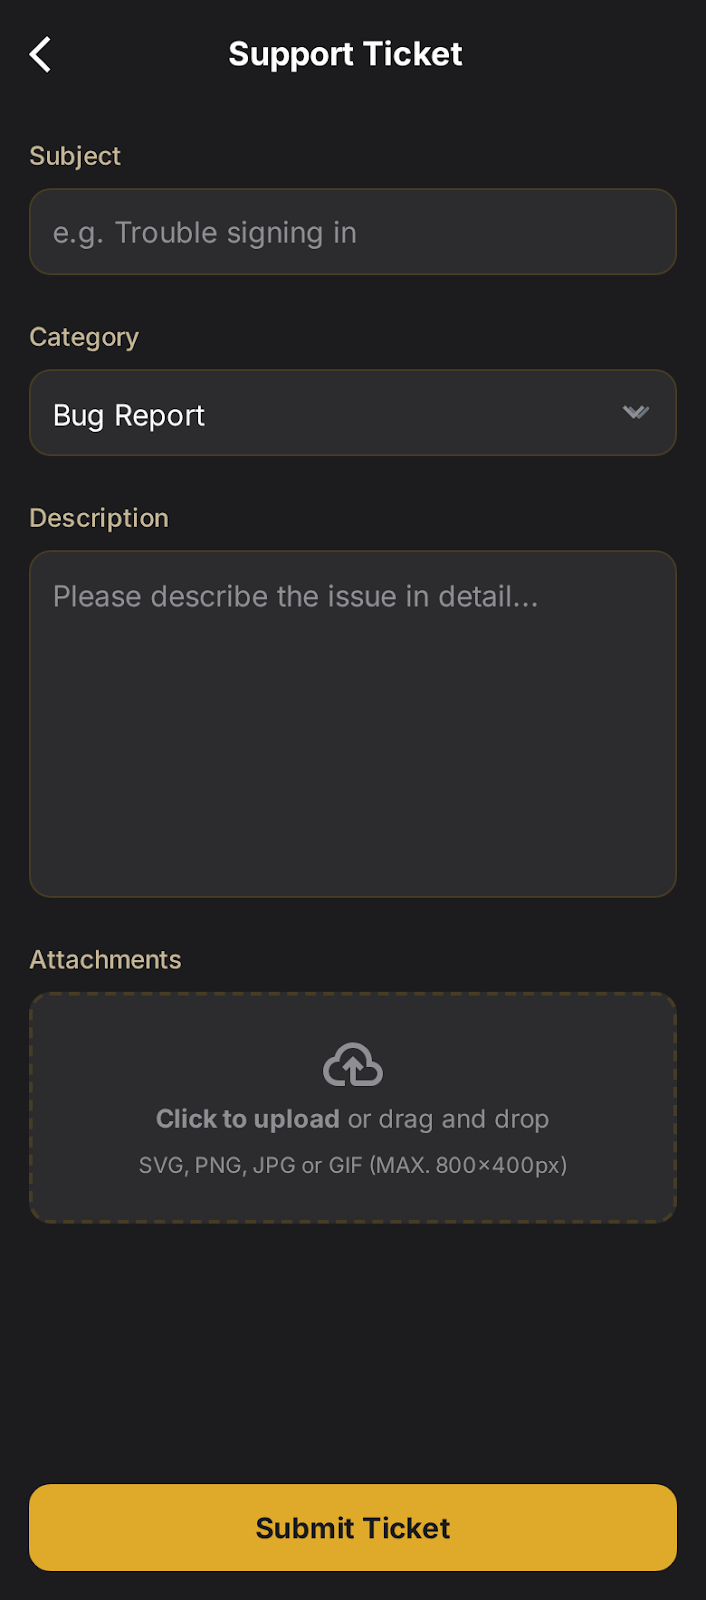 Support Ticket
Subject
e.g. Trouble signing in
Category
Bug Report
Description
Please describe the issue in detail...
Attachments
Click to upload or drag and drop
SVG, PNG, JPG or GIF (MAX. 800×400px)
Submit Ticket